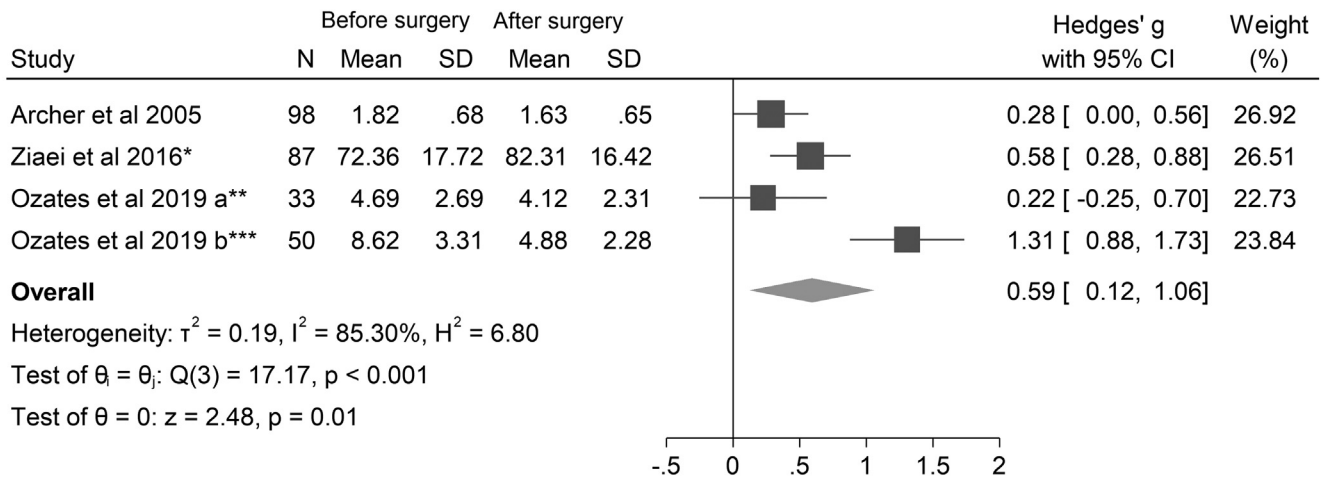 Before surgery After surgery Hedges' g Weight
Study N Mean SD Mean SD with 95% CI (%)
Archer et al 2005 98 1.82 .68 1.63 .65 0.28 [ 0.00, 0.56] 26.92
Ziaei et al 2016* 87 72.36 17.72 82.31 16.42 0.58 [ 0.28, 0.88] 26.51
Ozates et al 2019 a** 33 4.69 2.69 4.12 2.31 0.22 [ -0.25, 0.70] 22.73
Ozates et al 2019 b*** 50 8.62 3.31 4.88 2.28 1.31 [ 0.88, 1.73] 23.84
Overall 0.59 [ 0.12, 1.06]
Heterogeneity: τ² = 0.19, I² = 85.30%, H² = 6.80
Test of θᵢ = θⱼ: Q(3) = 17.17, p < 0.001
Test of θ = 0: z = 2.48, p = 0.01
-.5 0 .5 1 1.5 2